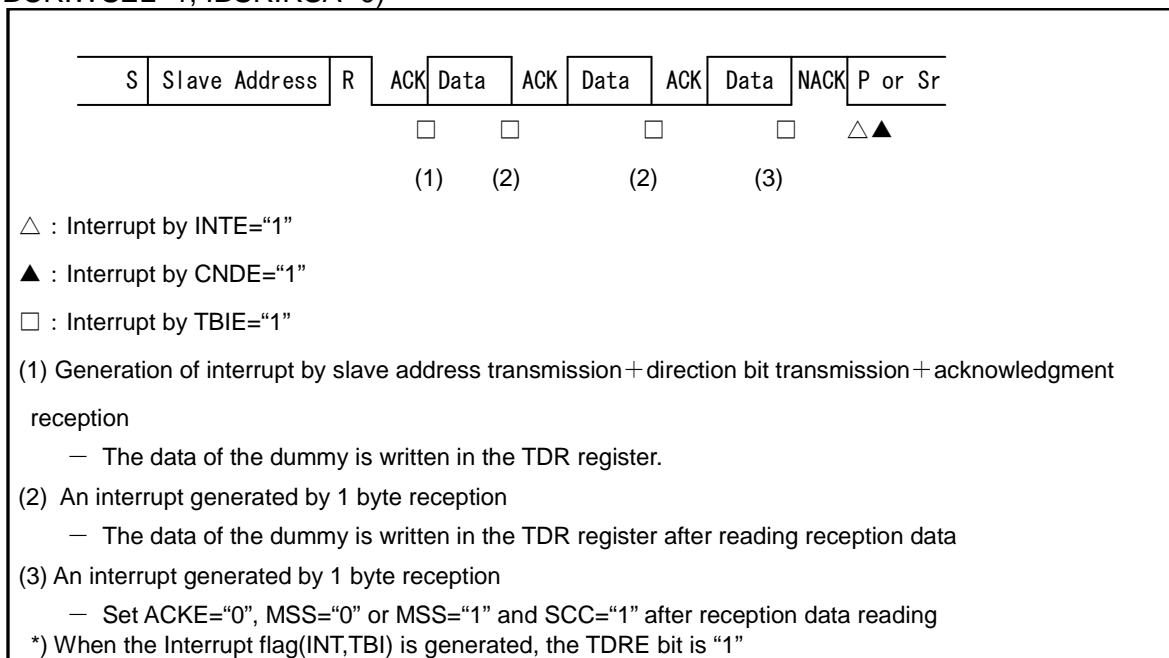 S Slave Address R ACK Data ACK Data ACK Data NACK P or Sr
□ □ □ □ △▲
(1) (2) (2) (3)
△ : Interrupt by INTE=“1”
▲ : Interrupt by CNDE=“1”
□ : Interrupt by TBIE=“1”
(1) Generation of interrupt by slave address transmission+direction bit transmission+acknowledgment
reception
− The data of the dummy is written in the TDR register.
(2) An interrupt generated by 1 byte reception
− The data of the dummy is written in the TDR register after reading reception data
(3) An interrupt generated by 1 byte reception
− Set ACKE=“0”, MSS=“0” or MSS=“1” and SCC=“1” after reception data reading
*) When the Interrupt flag(INT,TBI) is generated, the TDRE bit is “1”